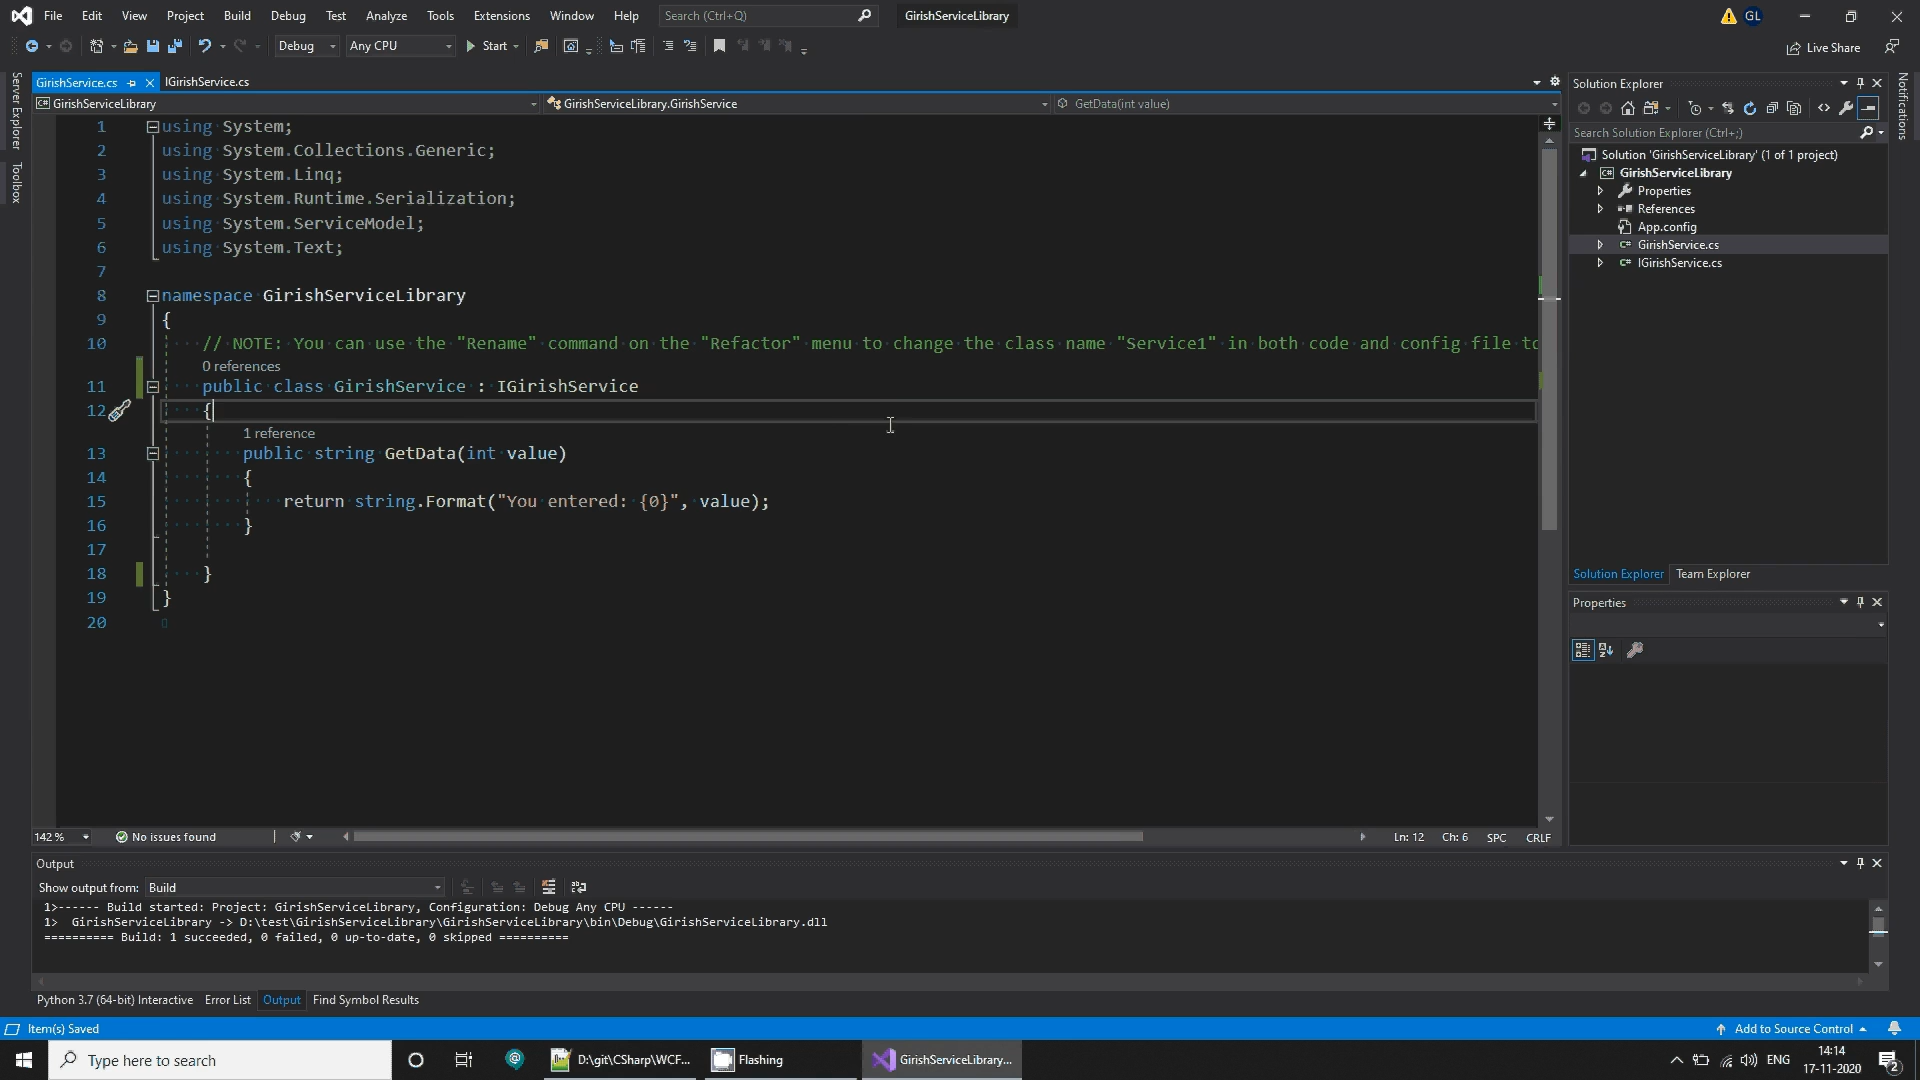 File Edit View Project Build Debug Test Analyze Tools Extensions Window Help Search (Ctrl+Q) GirishServiceLibrary GL
Debug Any CPU Start Live Share
Server Explorer
Toolbox
GirishService.cs IGirishService.cs
GirishServiceLibrary GirishServiceLibrary.GirishService GetData(int value)
1 using System;
2 using System.Collections.Generic;
3 using System.Linq;
4 using System.Runtime.Serialization;
5 using System.ServiceModel;
6 using System.Text;
7
8 namespace GirishServiceLibrary
9 {
10 // NOTE: You can use the "Rename" command on the "Refactor" menu to change the class name "Service1" in both code and config file to
0 references
11 public class GirishService : IGirishService
12 {
1 reference
13 public string GetData(int value)
14 {
15 return string.Format("You entered: {0}", value);
16 }
17
18 }
19 }
20
142 % No issues found Ln: 12 Ch: 6 SPC CRLF
Solution Explorer
Search Solution Explorer (Ctrl+;)
Solution 'GirishServiceLibrary' (1 of 1 project)
GirishServiceLibrary
Properties
References
App.config
GirishService.cs
IGirishService.cs
Solution Explorer Team Explorer
Properties
Notifications
Output
Show output from: Build
1>------ Build started: Project: GirishServiceLibrary, Configuration: Debug Any CPU ------
1> GirishServiceLibrary -> D:\test\GirishServiceLibrary\GirishServiceLibrary\bin\Debug\GirishServiceLibrary.dll
========== Build: 1 succeeded, 0 failed, 0 up-to-date, 0 skipped ==========
Python 3.7 (64-bit) Interactive Error List Output Find Symbol Results
Item(s) Saved Add to Source Control
Type here to search D:\git\CSharp\WCF... Flashing GirishServiceLibrary... ENG 14:14
17-11-2020 2